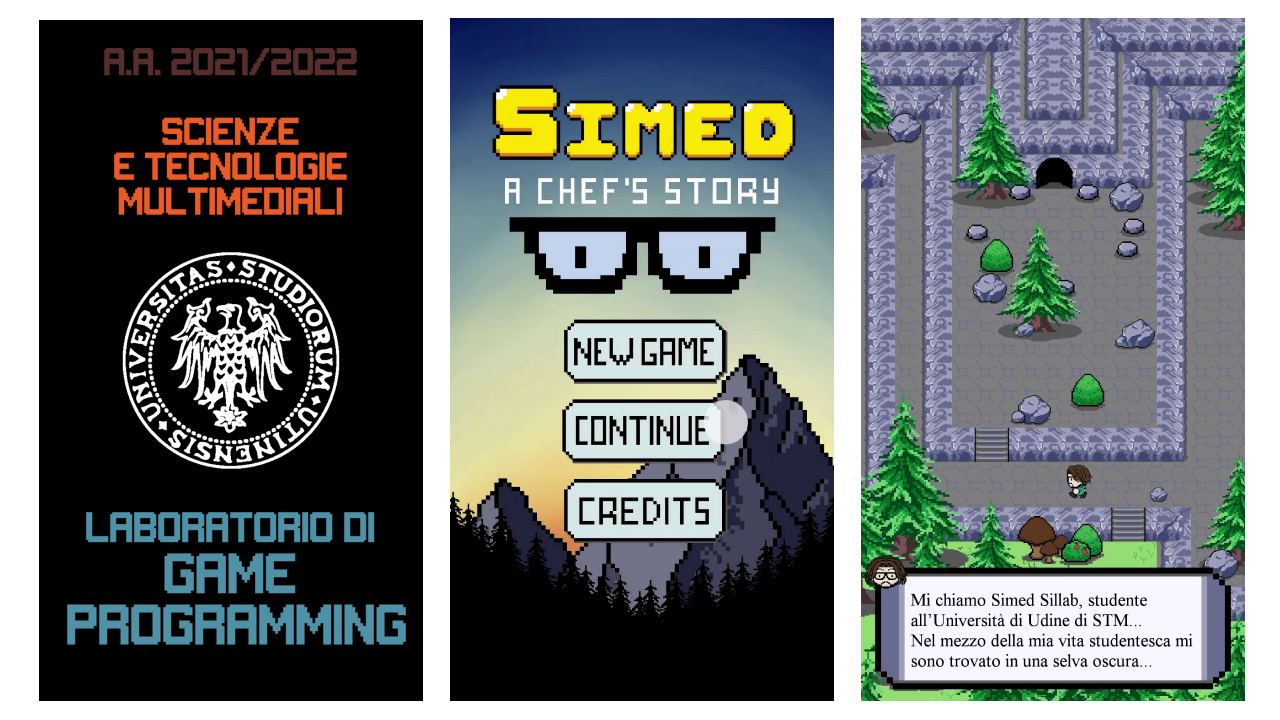 A.A. 2021/2022
SCIENZE
E TECNOLOGIE
MULTIMEDIALI
UNIVERSITAS • STUDIORUM • UTINENSIS •
LABORATORIO DI
GAME
PROGRAMMING
SIMED
A CHEF'S STORY
NEW GAME
CONTINUE
CREDITS
Mi chiamo Simed Sillab, studente
all'Università di Udine di STM...
Nel mezzo della mia vita studentesca mi
sono trovato in una selva oscura...